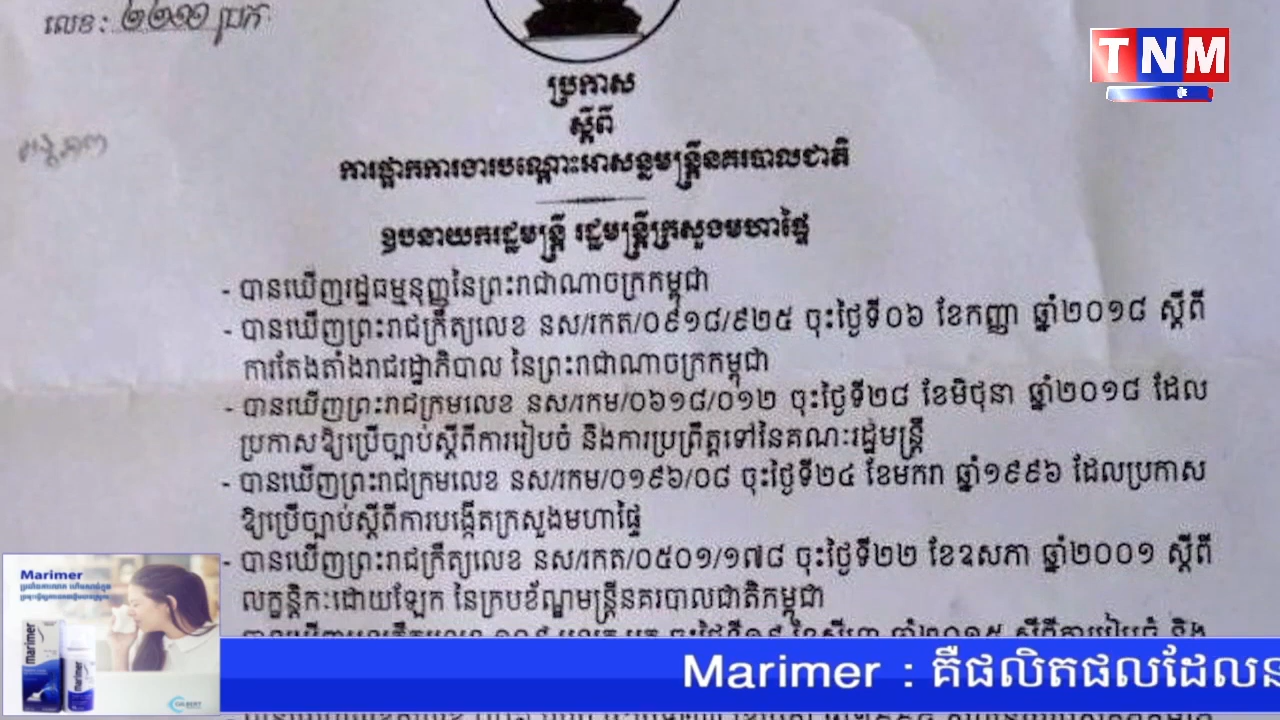 លេខ: ២២១១ ប្រក
TNM
ប្រកាស
ស្តីពី
ការផ្អាកការងារបណ្តោះអាសន្នមន្ត្រីនគរបាលជាតិ
ឧបនាយករដ្ឋមន្ត្រី រដ្ឋមន្ត្រីក្រសួងមហាផ្ទៃ
- បានឃើញរដ្ឋធម្មនុញ្ញនៃព្រះរាជាណាចក្រកម្ពុជា
- បានឃើញព្រះរាជក្រឹត្យលេខ នស/រកត/០៩១៨/៩២៥ ចុះថ្ងៃទី០៦ ខែកញ្ញា ឆ្នាំ២០១៨ ស្តីពី
ការតែងតាំងរាជរដ្ឋាភិបាល នៃព្រះរាជាណាចក្រកម្ពុជា
- បានឃើញព្រះរាជក្រមលេខ នស/រកម/០៦១៨/០១២ ចុះថ្ងៃទី២៨ ខែមិថុនា ឆ្នាំ២០១៨ ដែល
ប្រកាសឱ្យប្រើច្បាប់ស្តីពីការរៀបចំ និងការប្រព្រឹត្តទៅនៃគណៈរដ្ឋមន្ត្រី
- បានឃើញព្រះរាជក្រមលេខ នស/រកម/០១៩៦/០៨ ចុះថ្ងៃទី២៤ ខែមករា ឆ្នាំ១៩៩៦ ដែលប្រកាស
ឱ្យប្រើច្បាប់ស្តីពីការបង្កើតក្រសួងមហាផ្ទៃ
- បានឃើញព្រះរាជក្រឹត្យលេខ នស/រកត/០៥០១/១៧៨ ចុះថ្ងៃទី២២ ខែឧសភា ឆ្នាំ២០០១ ស្តីពី
លក្ខន្តិកៈដោយឡែក នៃក្របខ័ណ្ឌមន្ត្រីនគរបាលជាតិកម្ពុជា
Marimer
marimer
marimer
GILBERT
Marimer : គឺផលិតផលដែលន